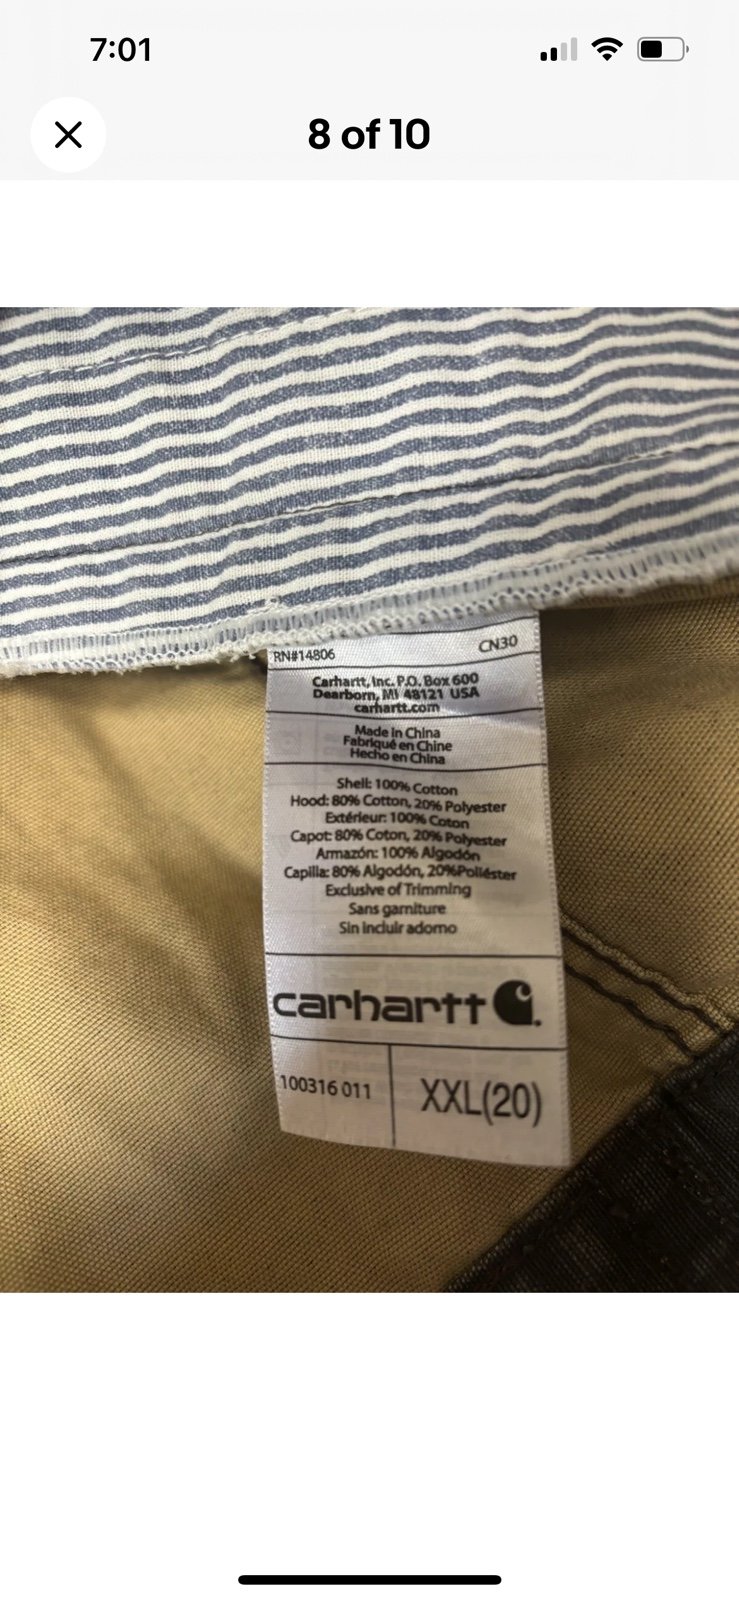 7:01
8 of 10
RN#14806 CN30
Carhartt, Inc. P.O. Box 600
Dearborn, MI 48121 USA
carhartt.com
Made in China
Fabriqué en Chine
Hecho en China
Shell: 100% Cotton
Hood: 80% Cotton, 20% Polyester
Extérieur: 100% Coton
Capot: 80% Coton, 20% Polyester
Armazón: 100% Algodón
Capilla: 80% Algodón, 20%Poliéster
Exclusive of Trimming
Sans garniture
Sin incluir adorno
carhartt
100316 011 XXL(20)